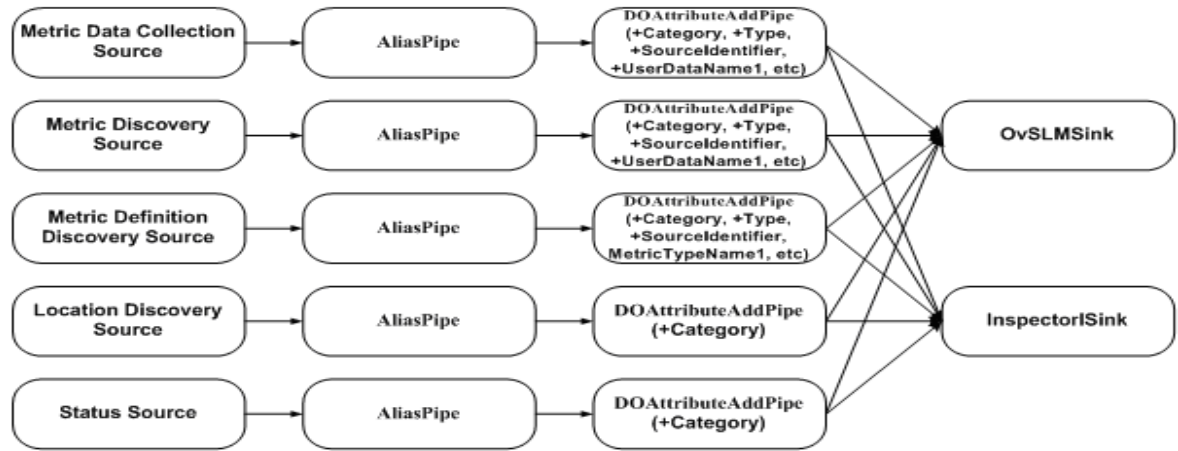 Metric Data Collection
Source
AliasPipe
DOAttributeAddPipe
(+Category, +Type,
+SourceIdentifier,
+UserDataName1, etc)
Metric Discovery
Source
AliasPipe
DOAttributeAddPipe
(+Category, +Type,
+SourceIdentifier,
+UserDataName1, etc)
OvSLMSink
Metric Definition
Discovery Source
AliasPipe
DOAttributeAddPipe
(+Category, +Type,
+SourceIdentifier,
MetricTypeName1, etc)
Location Discovery
Source
AliasPipe
DOAttributeAddPipe
(+Category)
InspectorISink
Status Source
AliasPipe
DOAttributeAddPipe
(+Category)